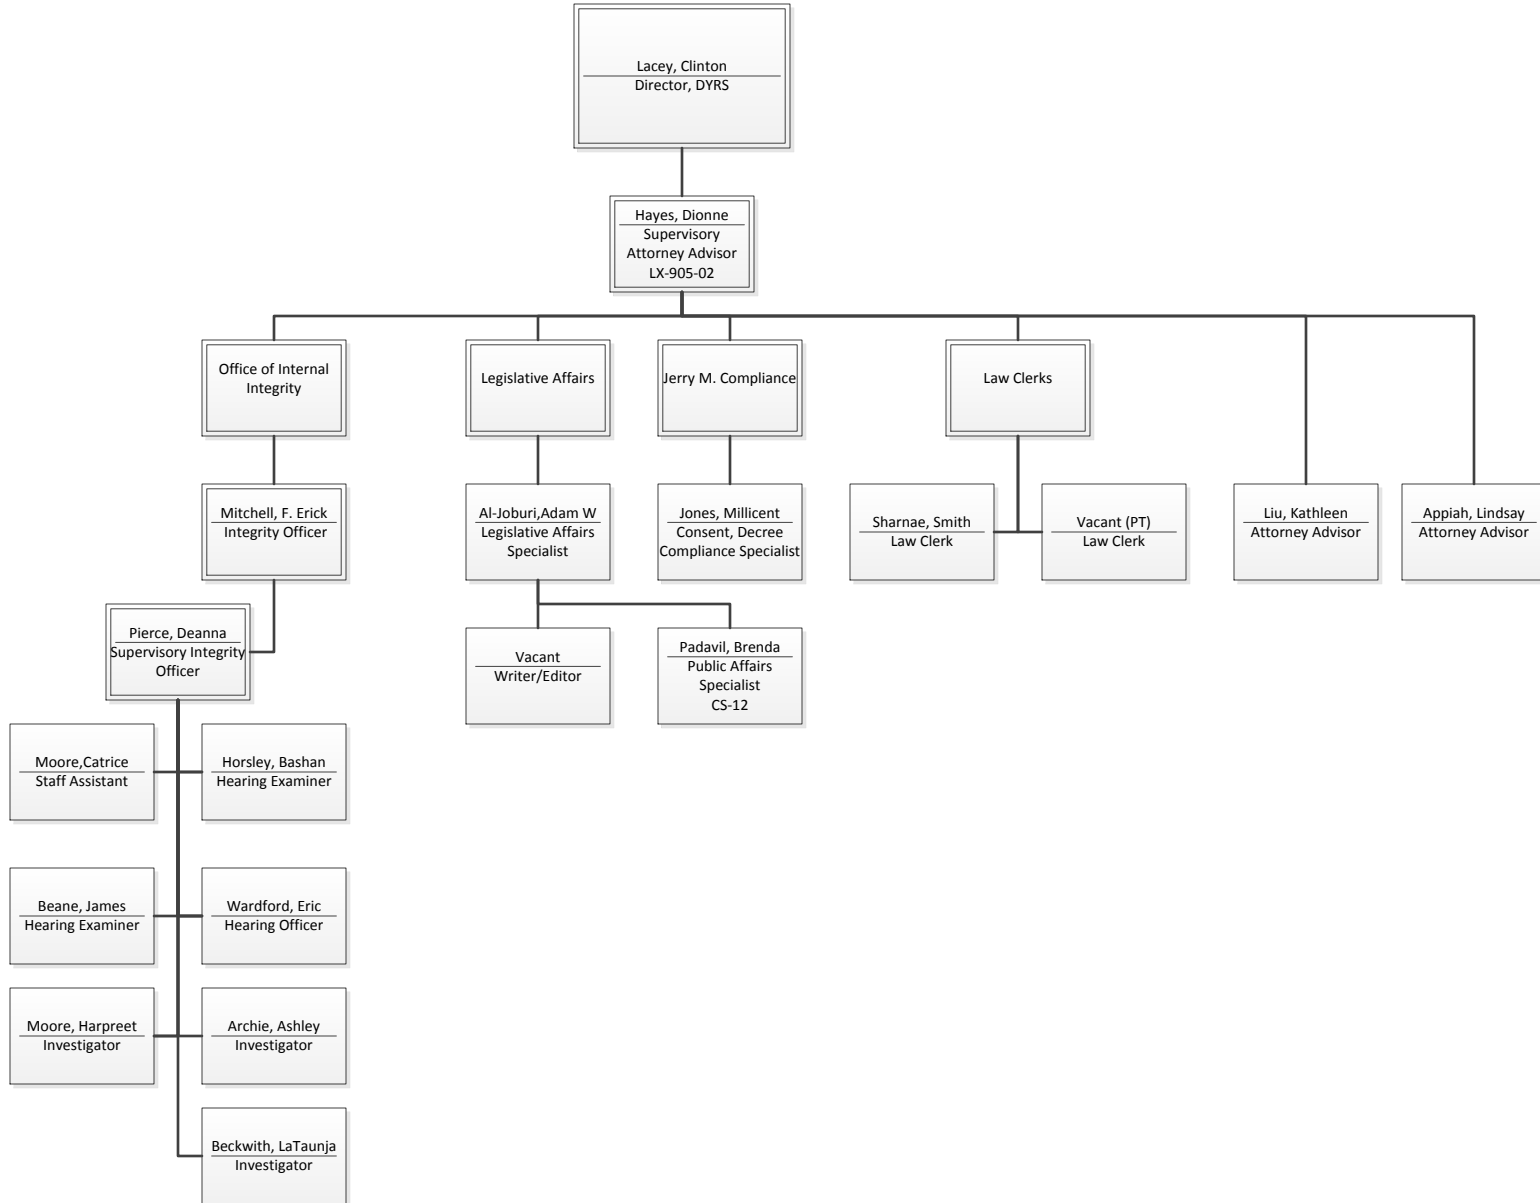 Lacey, Clinton
Director, DYRS
Hayes, Dionne
Supervisory
Attorney Advisor
LX-905-02
Office of Internal
Integrity
Legislative Affairs
Jerry M. Compliance
Law Clerks
Mitchell, F. Erick
Integrity Officer
Al-Joburi,Adam W
Legislative Affairs
Specialist
Jones, Millicent
Consent, Decree
Compliance Specialist
Sharnae, Smith
Law Clerk
Vacant (PT)
Law Clerk
Liu, Kathleen
Attorney Advisor
Appiah, Lindsay
Attorney Advisor
Pierce, Deanna
Supervisory Integrity
Officer
Vacant
Writer/Editor
Padavil, Brenda
Public Affairs
Specialist
CS-12
Moore,Catrice
Staff Assistant
Horsley, Bashan
Hearing Examiner
Beane, James
Hearing Examiner
Wardford, Eric
Hearing Officer
Moore, Harpreet
Investigator
Archie, Ashley
Investigator
Beckwith, LaTaunja
Investigator